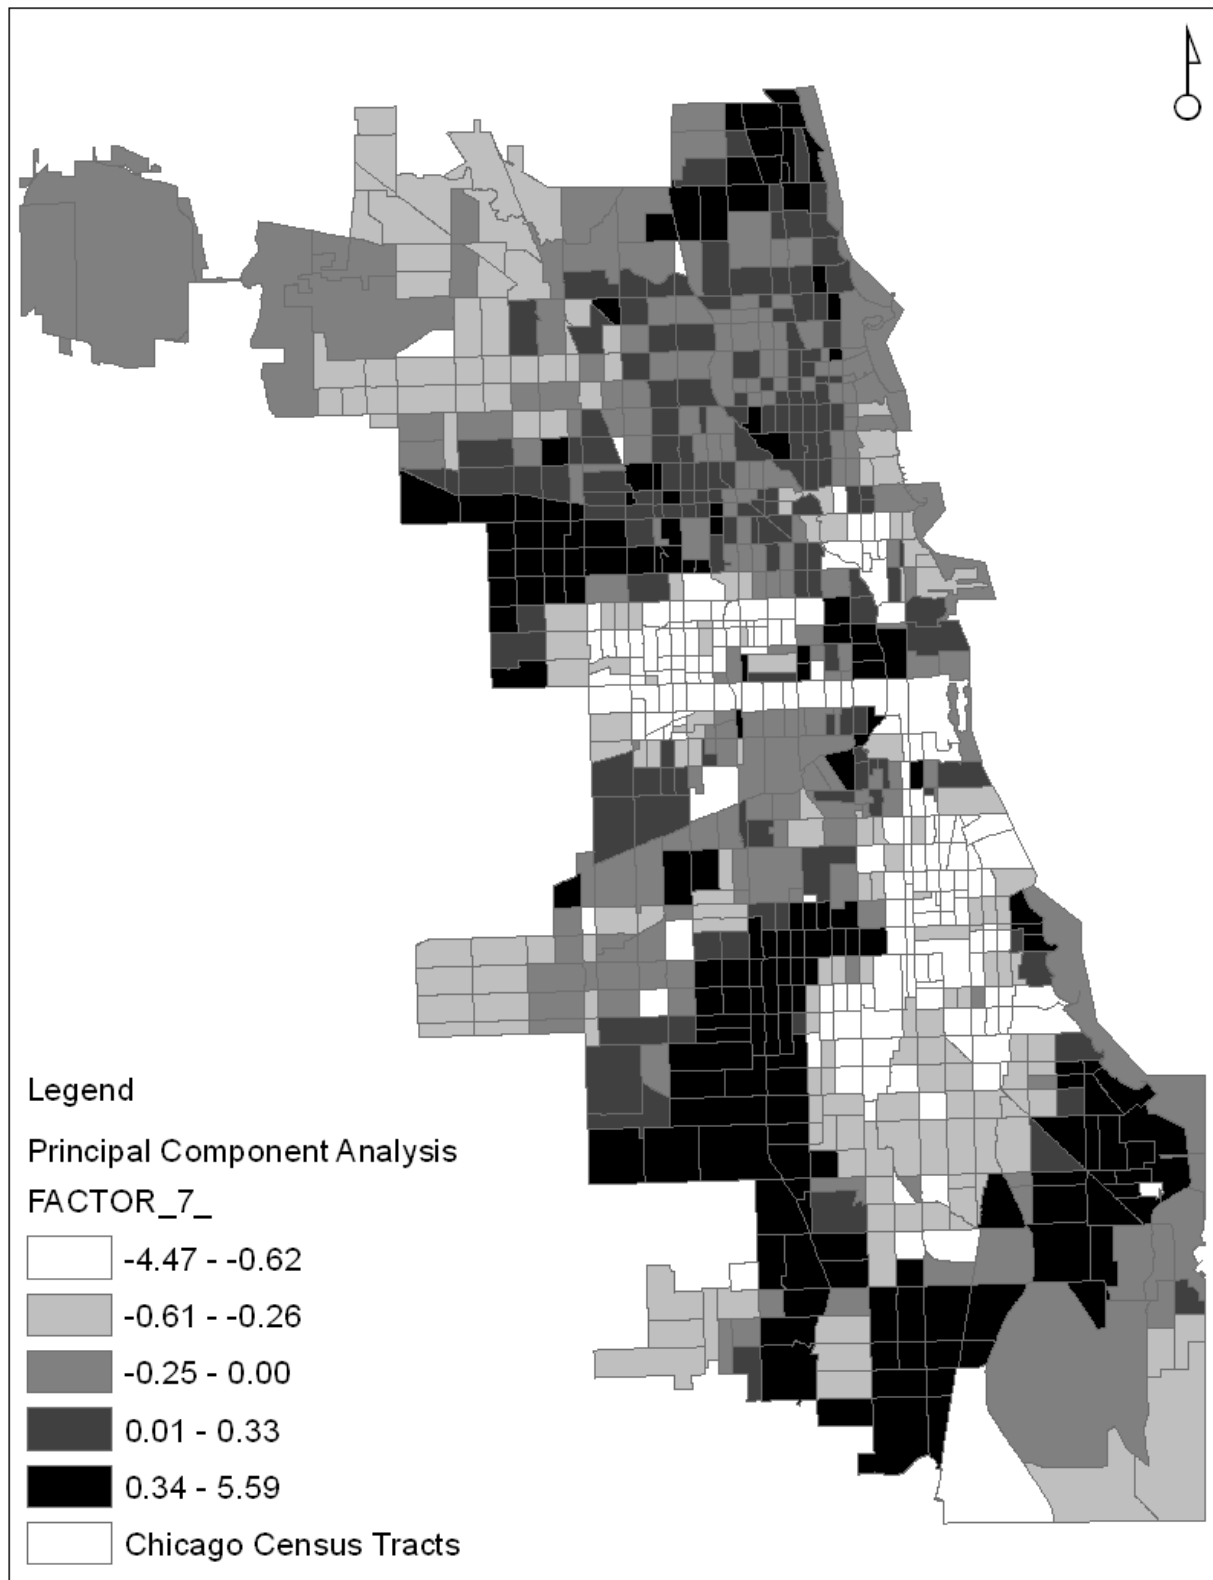 Legend
Principal Component Analysis
FACTOR_7_
-4.47 - -0.62
-0.61 - -0.26
-0.25 - 0.00
0.01 - 0.33
0.34 - 5.59
Chicago Census Tracts